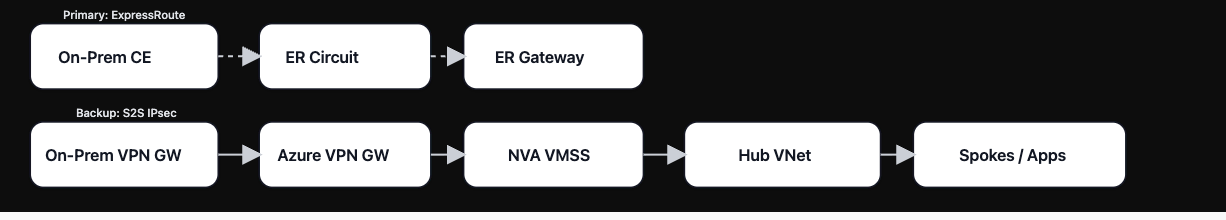 Primary: ExpressRoute
On-Prem CE
ER Circuit
ER Gateway
Backup: S2S IPsec
On-Prem VPN GW
Azure VPN GW
NVA VMSS
Hub VNet
Spokes / Apps